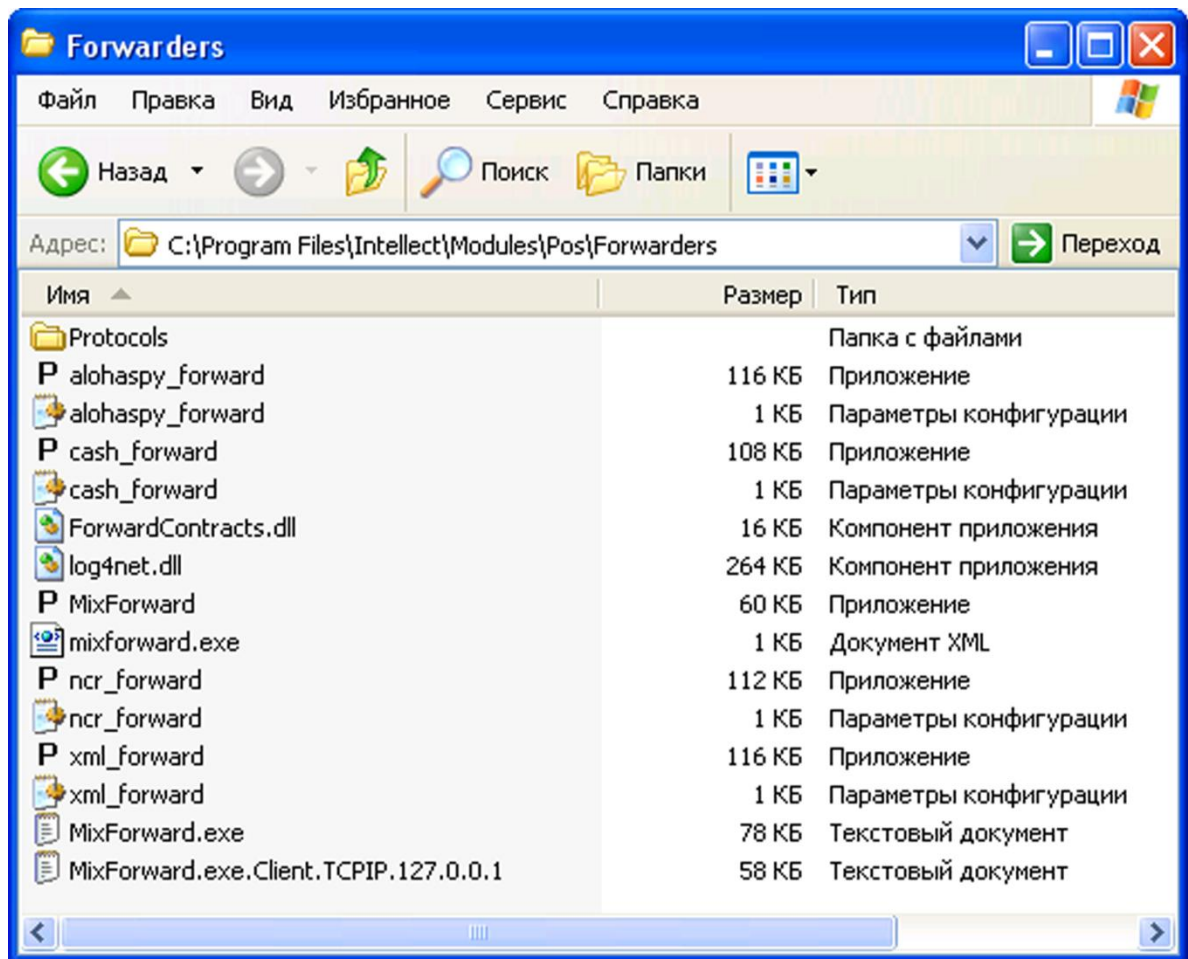 Forwarders
Файл Правка Вид Избранное Сервис Справка
Назад Поиск Папки
Адрес: C:\Program Files\Intellect\Modules\Pos\Forwarders Переход
Имя Размер Тип
Protocols Папка с файлами
P alohaspy_forward 116 КБ Приложение
alohaspy_forward 1 КБ Параметры конфигурации
P cash_forward 108 КБ Приложение
cash_forward 1 КБ Параметры конфигурации
ForwardContracts.dll 16 КБ Компонент приложения
log4net.dll 264 КБ Компонент приложения
P MixForward 60 КБ Приложение
mixforward.exe 1 КБ Документ XML
P ncr_forward 112 КБ Приложение
ncr_forward 1 КБ Параметры конфигурации
P xml_forward 116 КБ Приложение
xml_forward 1 КБ Параметры конфигурации
MixForward.exe 78 КБ Текстовый документ
MixForward.exe.Client.TCPIP.127.0.0.1 58 КБ Текстовый документ